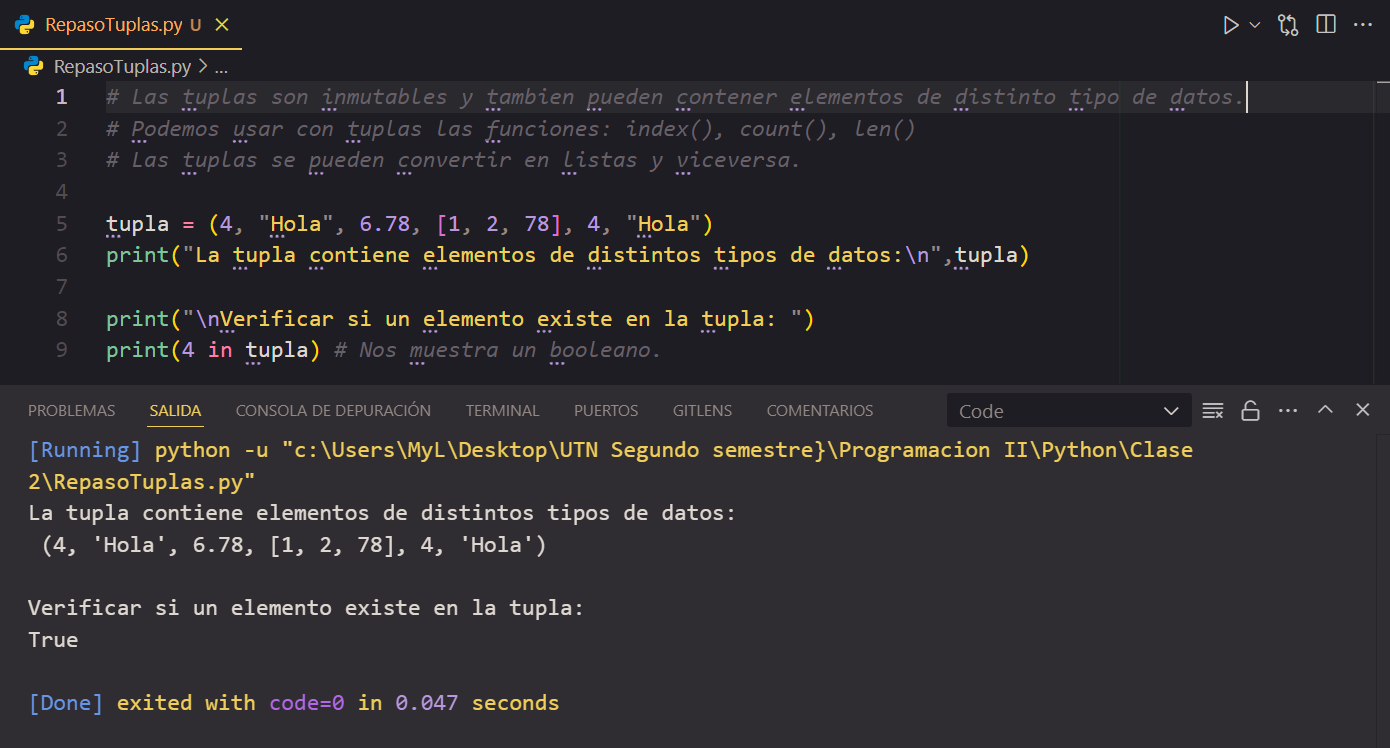 RepasoTuplas.py U
RepasoTuplas.py > ...
1 # Las tuplas son inmutables y tambien pueden contener elementos de distinto tipo de datos.
2 # Podemos usar con tuplas las funciones: index(), count(), len()
3 # Las tuplas se pueden convertir en listas y viceversa.
4
5 tupla = (4, "Hola", 6.78, [1, 2, 78], 4, "Hola")
6 print("La tupla contiene elementos de distintos tipos de datos:\n",tupla)
7
8 print("\nVerificar si un elemento existe en la tupla: ")
9 print(4 in tupla) # Nos muestra un booleano.
PROBLEMAS SALIDA CONSOLA DE DEPURACIÓN TERMINAL PUERTOS GITLENS COMENTARIOS Code
[Running] python -u "c:\Users\MyL\Desktop\UTN Segundo semestre}\Programacion II\Python\Clase
2\RepasoTuplas.py"
La tupla contiene elementos de distintos tipos de datos:
(4, 'Hola', 6.78, [1, 2, 78], 4, 'Hola')
Verificar si un elemento existe en la tupla:
True
[Done] exited with code=0 in 0.047 seconds